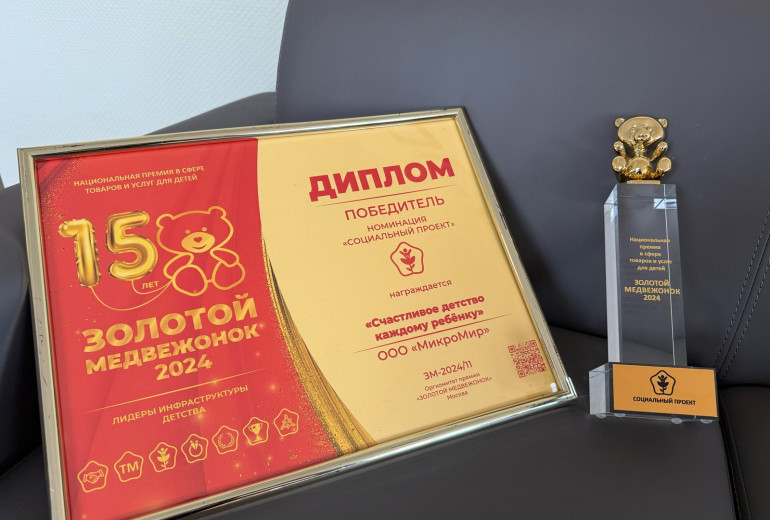 НАЦИОНАЛЬНАЯ ПРЕМИЯ В СФЕРЕ
ТОВАРОВ И УСЛУГ ДЛЯ ДЕТЕЙ
15
ЛЕТ
ЗОЛОТОЙ
МЕДВЕЖОНОК
2024
ЛИДЕРЫ ИНФРАСТРУКТУРЫ
ДЕТСТВА
ТМ
ДИПЛОМ
ПОБЕДИТЕЛЬ
НОМИНАЦИЯ
«СОЦИАЛЬНЫЙ ПРОЕКТ»
награждается
«Счастливое детство
каждому ребёнку»
ООО «МикроМир»
ЗМ-2024/11
Оргкомитет премии
«ЗОЛОТОЙ МЕДВЕЖОНОК»
Москва
Национальная
премия
в сфере
товаров и услуг
для детей
ЗОЛОТОЙ
МЕДВЕЖОНОК
2024
СОЦИАЛЬНЫЙ ПРОЕКТ